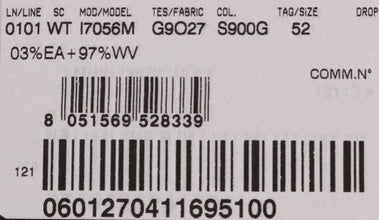 LN/LINE SC MOD/MODEL TES/FABRIC COL. TAG/SIZE DROP
0101 WT I7056M G9O27 S900G 52
03%EA+97%WV
COMM.N°
8 051569 528339
121
0601270411695100